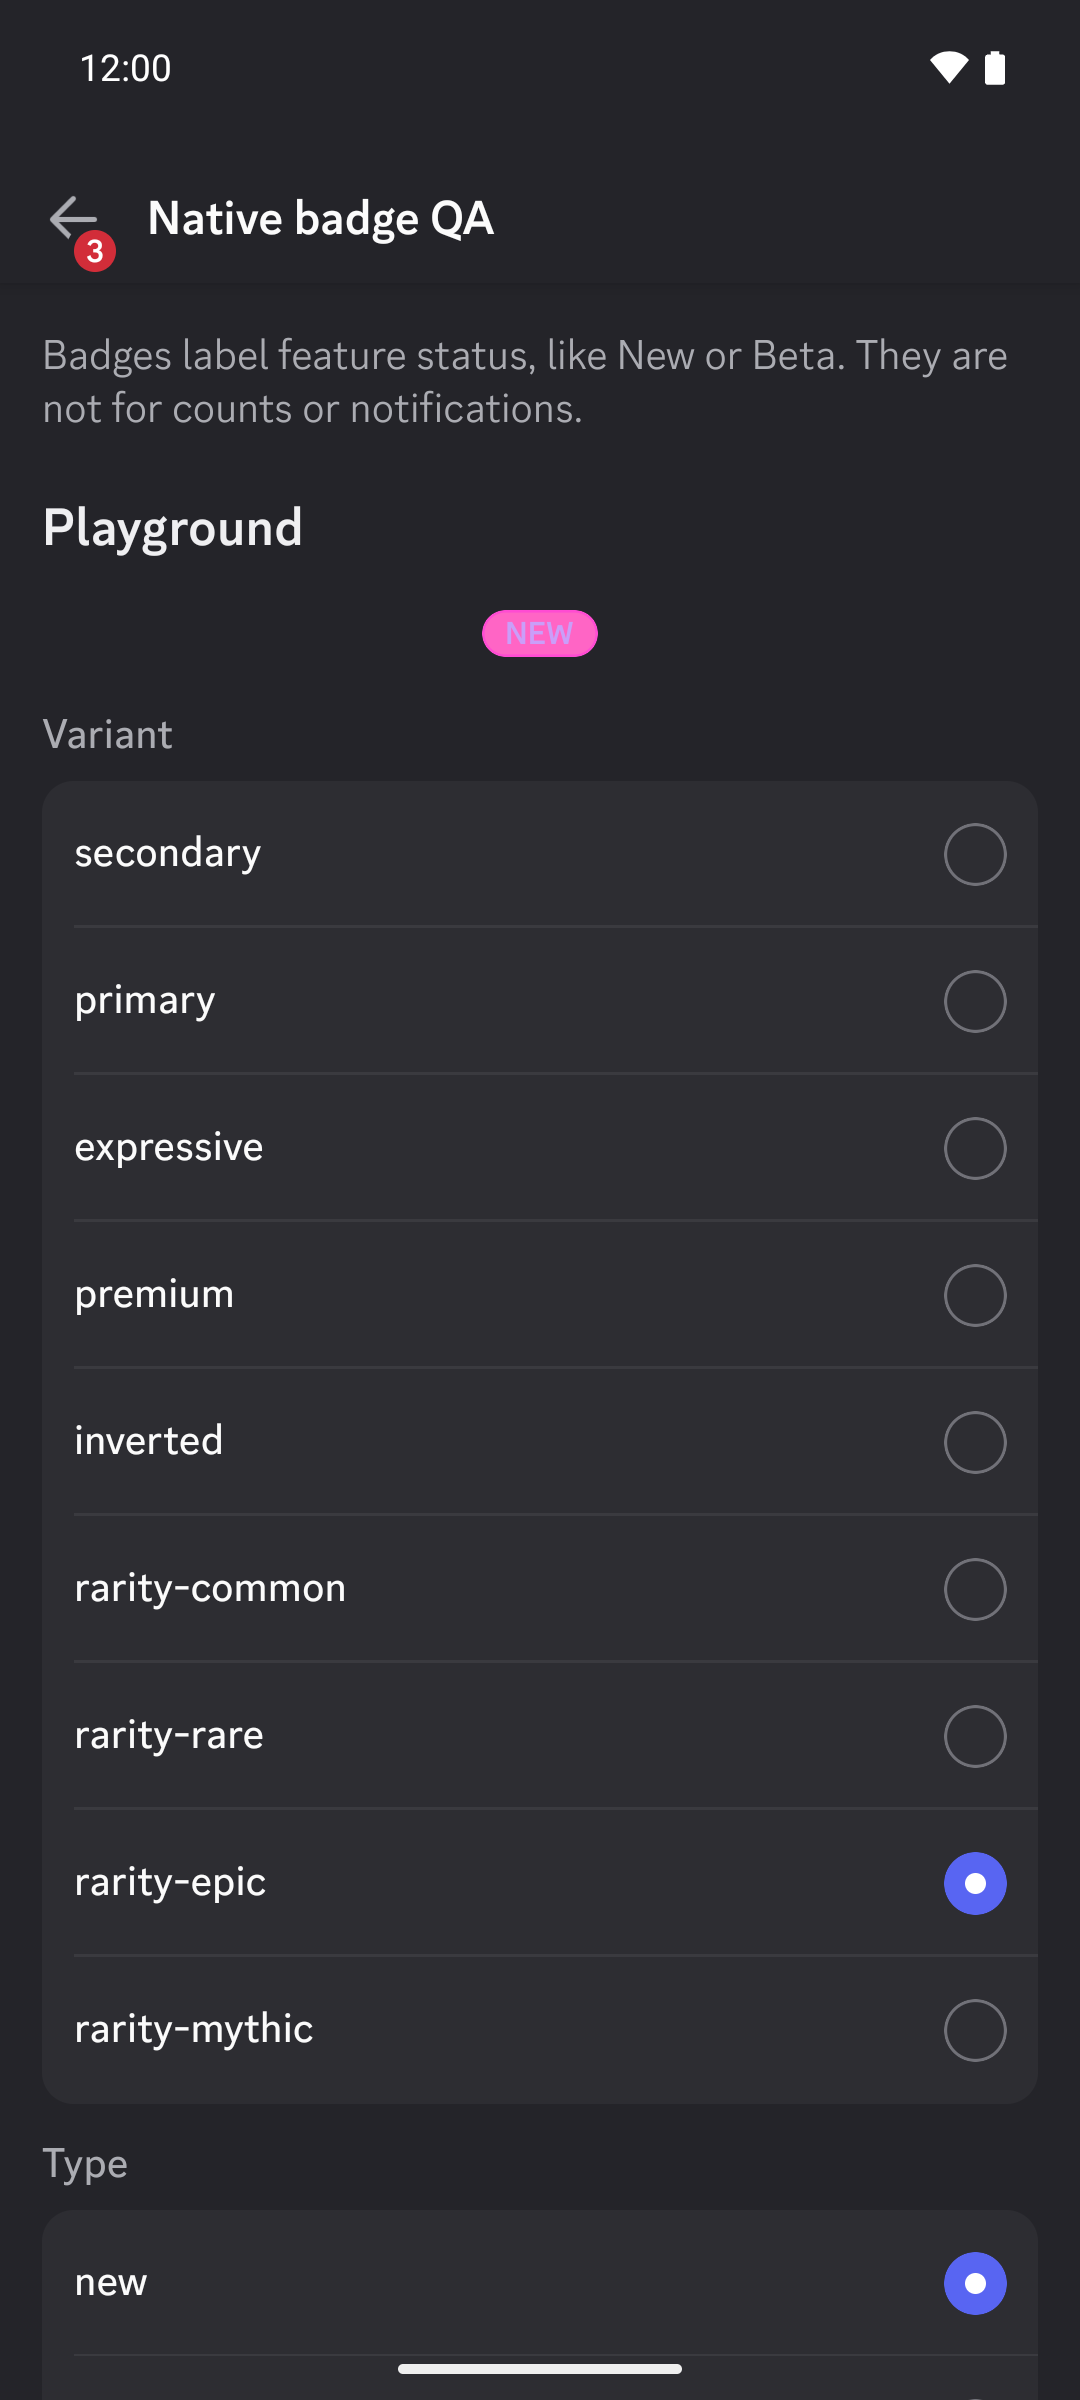 12:00
3
Native badge QA
Badges label feature status, like New or Beta. They are
not for counts or notifications.
Playground
NEW
Variant
secondary
primary
expressive
premium
inverted
rarity-common
rarity-rare
rarity-epic
rarity-mythic
Type
new